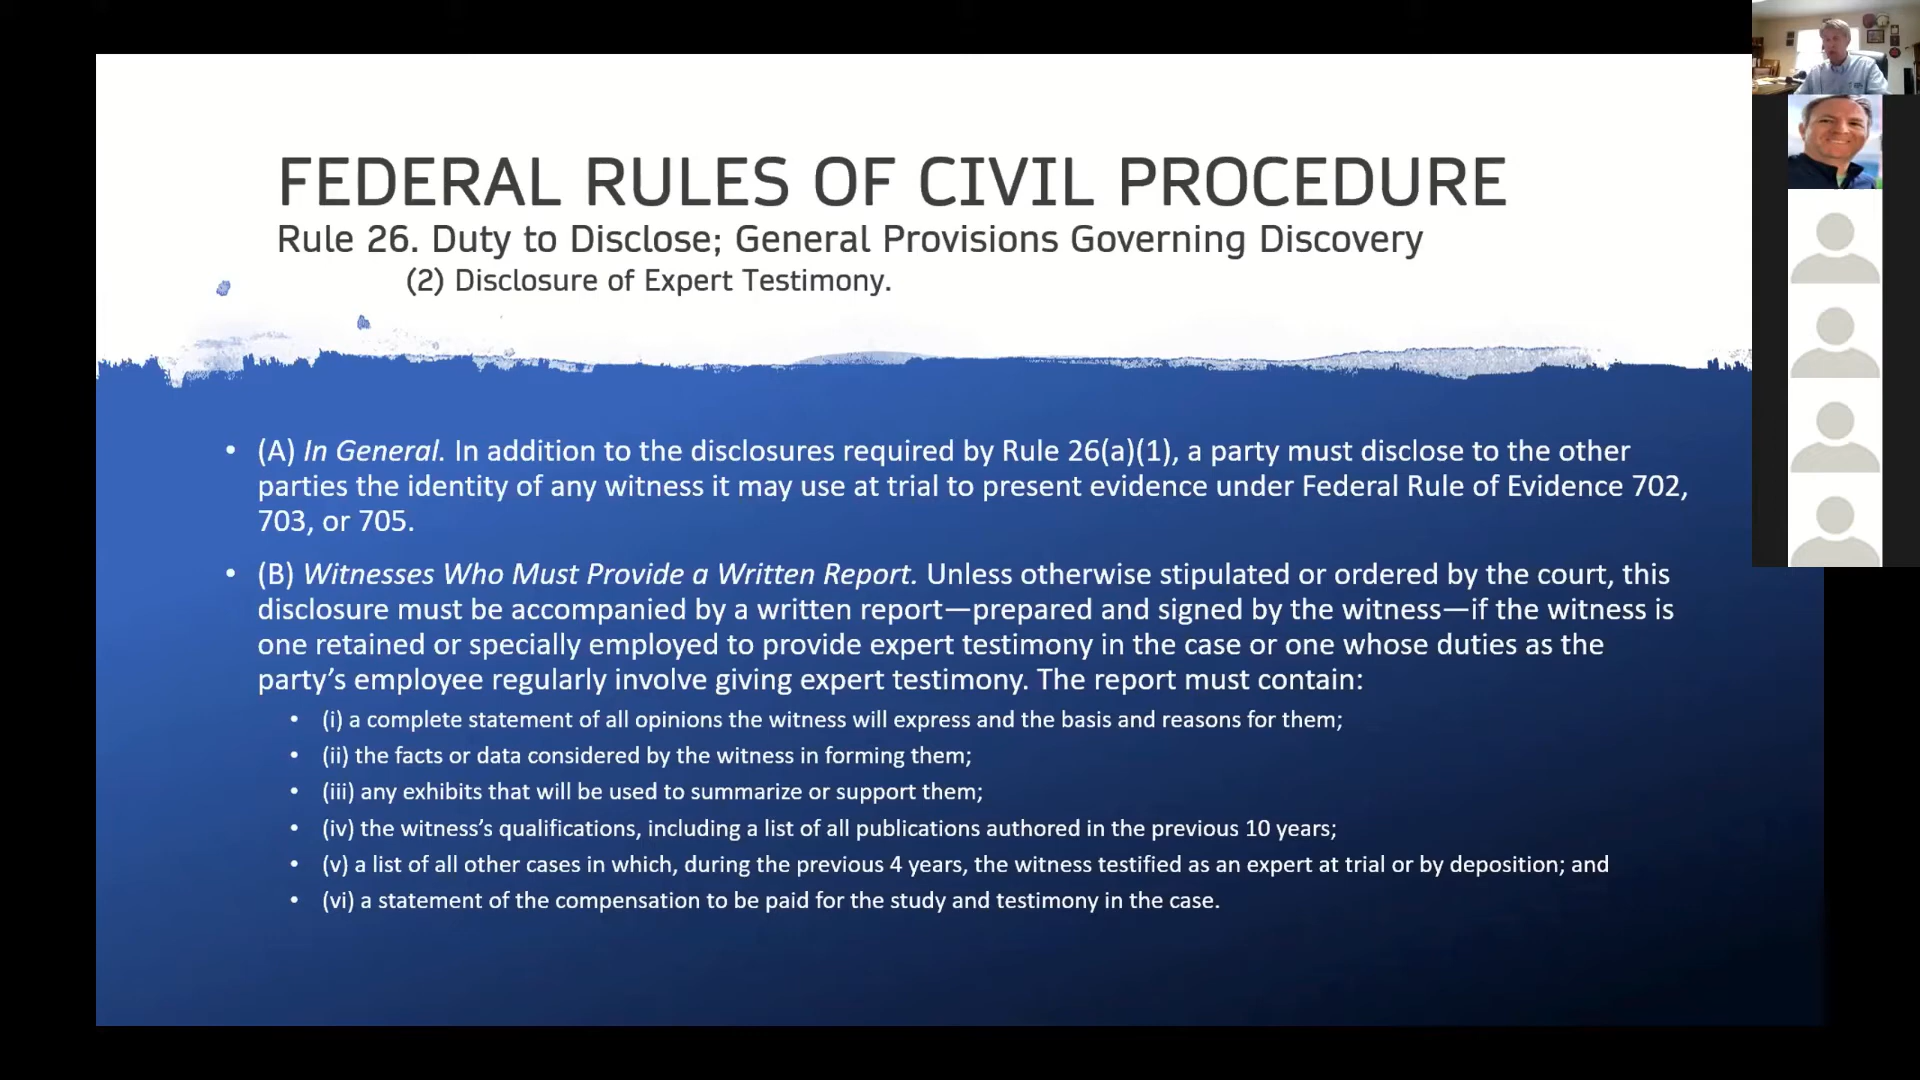 FEDERAL RULES OF CIVIL PROCEDURE
Rule 26. Duty to Disclose; General Provisions Governing Discovery
(2) Disclosure of Expert Testimony.
• (A) In General. In addition to the disclosures required by Rule 26(a)(1), a party must disclose to the other
parties the identity of any witness it may use at trial to present evidence under Federal Rule of Evidence 702,
703, or 705.
• (B) Witnesses Who Must Provide a Written Report. Unless otherwise stipulated or ordered by the court, this
disclosure must be accompanied by a written report—prepared and signed by the witness—if the witness is
one retained or specially employed to provide expert testimony in the case or one whose duties as the
party’s employee regularly involve giving expert testimony. The report must contain:
• (i) a complete statement of all opinions the witness will express and the basis and reasons for them;
• (ii) the facts or data considered by the witness in forming them;
• (iii) any exhibits that will be used to summarize or support them;
• (iv) the witness’s qualifications, including a list of all publications authored in the previous 10 years;
• (v) a list of all other cases in which, during the previous 4 years, the witness testified as an expert at trial or by deposition; and
• (vi) a statement of the compensation to be paid for the study and testimony in the case.